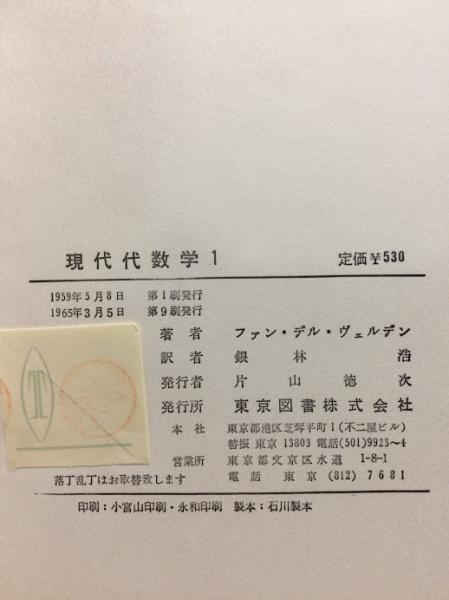 現代代数学1 定価¥530
1959年5月8日 第1刷発行
1965年3月5日 第9刷発行
著者 ファン・デル・ヴェルデン
訳者 銀林浩
発行者 片山徳次
発行所 東京図書株式会社
本社 東京都港区芝琴平町1(不二屋ビル)
替振 東京 13803 電話(501)9923~4
営業所 東京都文京区水道 1-8-1
落丁乱丁はお取替致します 電話 東京 (812) 7681
印刷:小宮山印刷・永和印刷 製本:石川製本
T